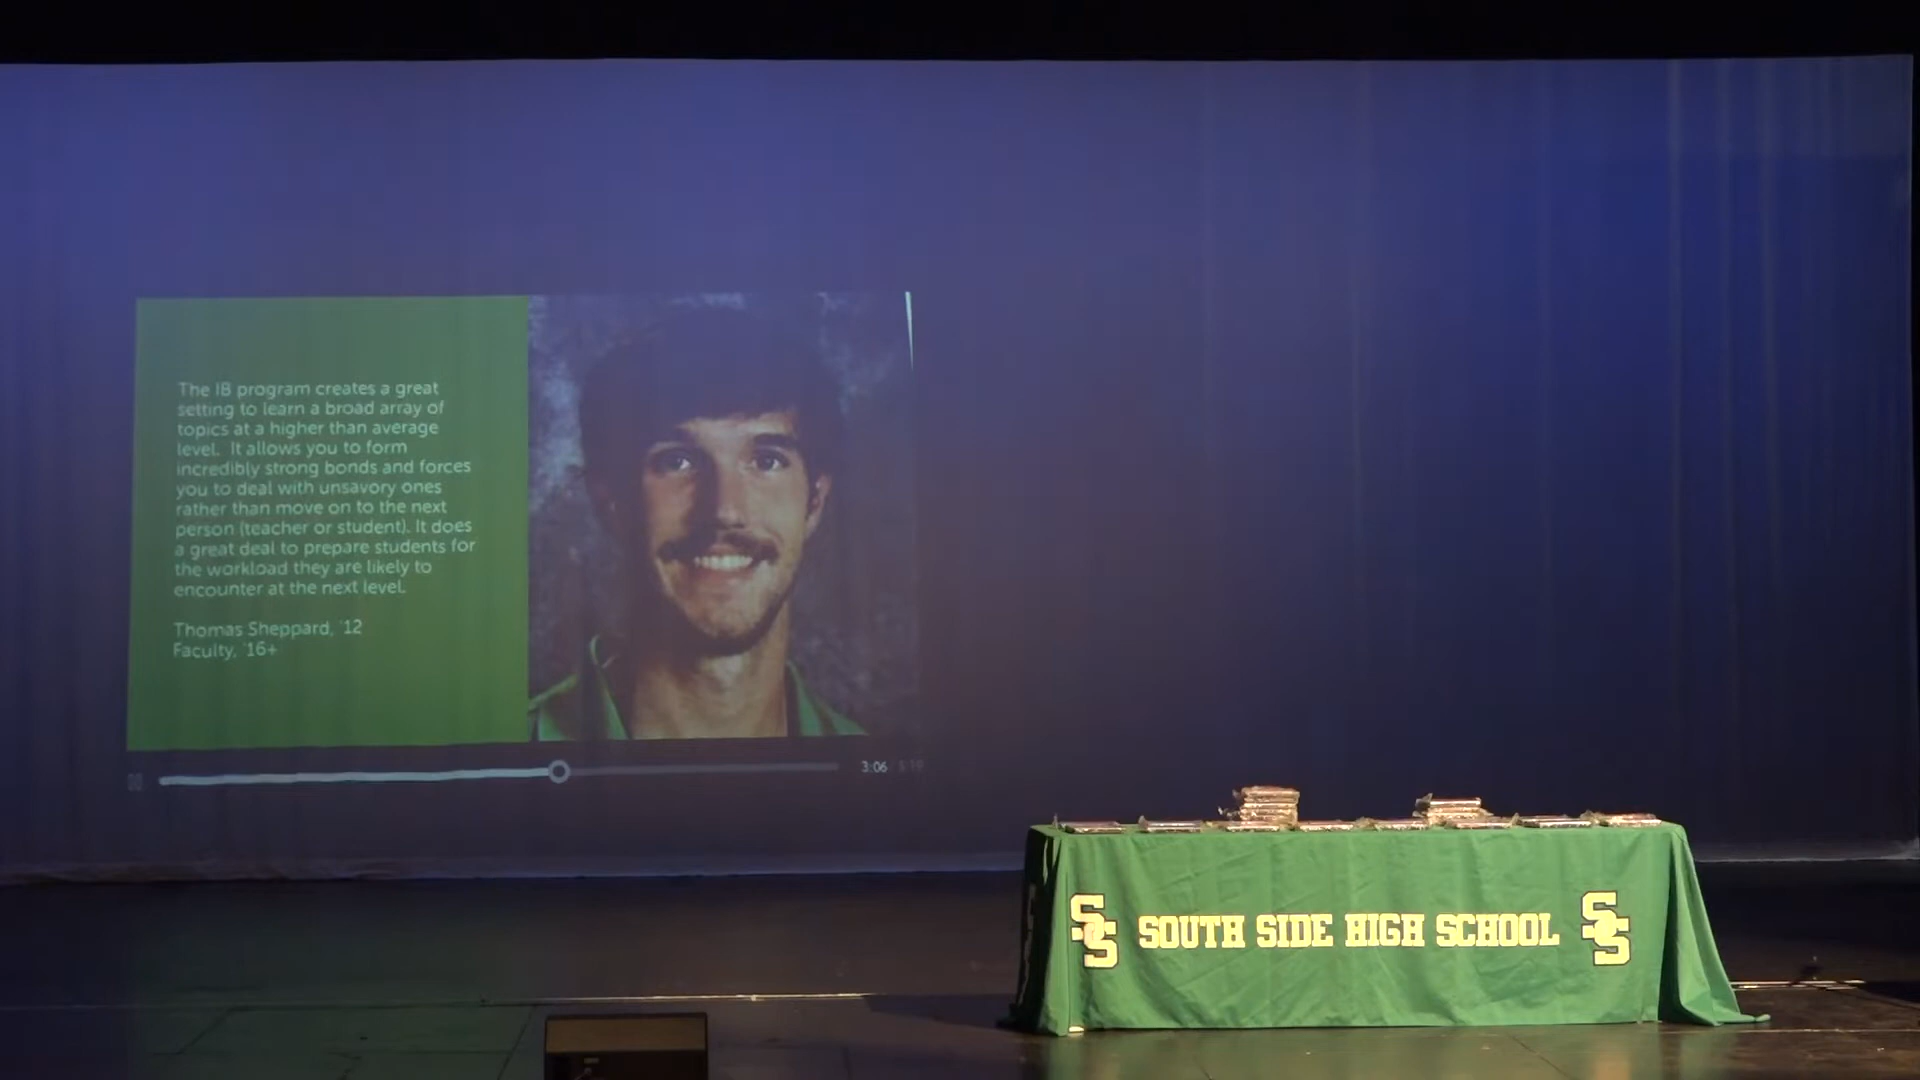 The IB program creates a great
setting to learn a broad array of
topics at a higher than average
level. It allows you to form
incredibly strong bonds and forces
you to deal with unsavory ones
rather than move on to the next
person (teacher or student). It does
a great deal to prepare students for
the workload they are likely to
encounter at the next level.
Thomas Sheppard, '12
Faculty, '16+
3:06
SS SOUTH SIDE HIGH SCHOOL SS